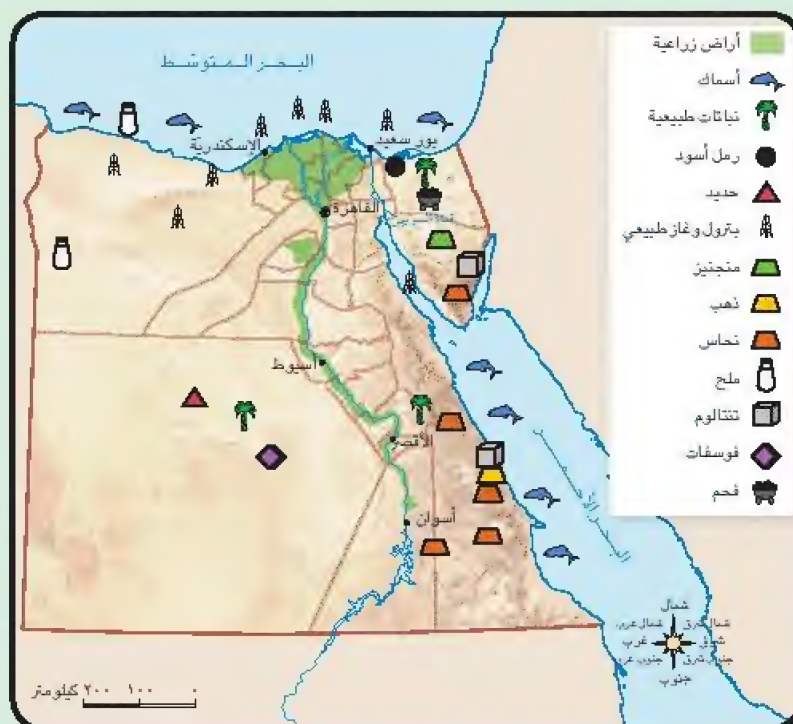 البحر المتوسط
الإسكندرية
بور سعيد
القاهرة
أسيوط
الأقصر
أسوان
البحر الأحمر
أراض زراعية
أسماك
نباتات طبيعية
رمل أسود
حديد
بترول وغاز طبيعي
منجنيز
ذهب
نحاس
ملح
تنتالوم
فوسفات
فحم
شمال
شمال شرق
شمال غرب
شرق
غرب
جنوب شرق
جنوب غرب
جنوب
٢٠٠ ١٠٠ ٠ كيلومتر